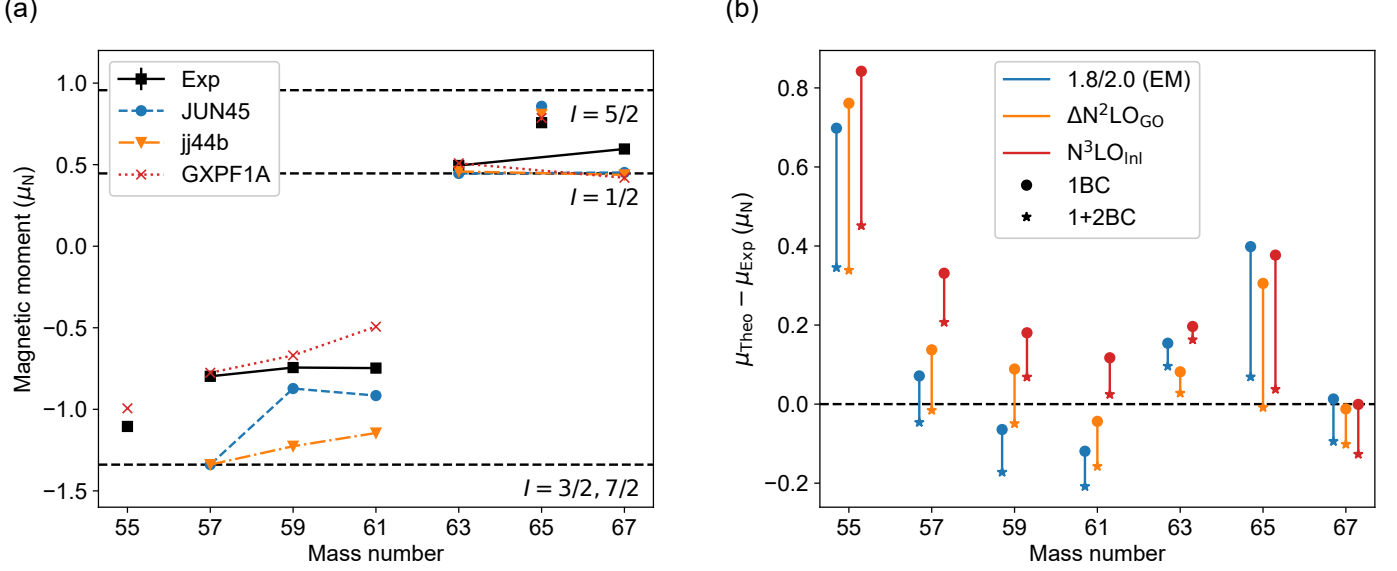 (a)
Magnetic moment (μN)
1.0
0.5
0.0
−0.5
−1.0
−1.5
Exp
JUN45
jj44b
GXPF1A
I = 5/2
I = 1/2
I = 3/2, 7/2
55 57 59 61 63 65 67
Mass number
(b)
μTheo − μExp (μN)
0.8
0.6
0.4
0.2
0.0
−0.2
1.8/2.0 (EM)
ΔN²LOGO
N³LOlnl
1BC
1+2BC
55 57 59 61 63 65 67
Mass number